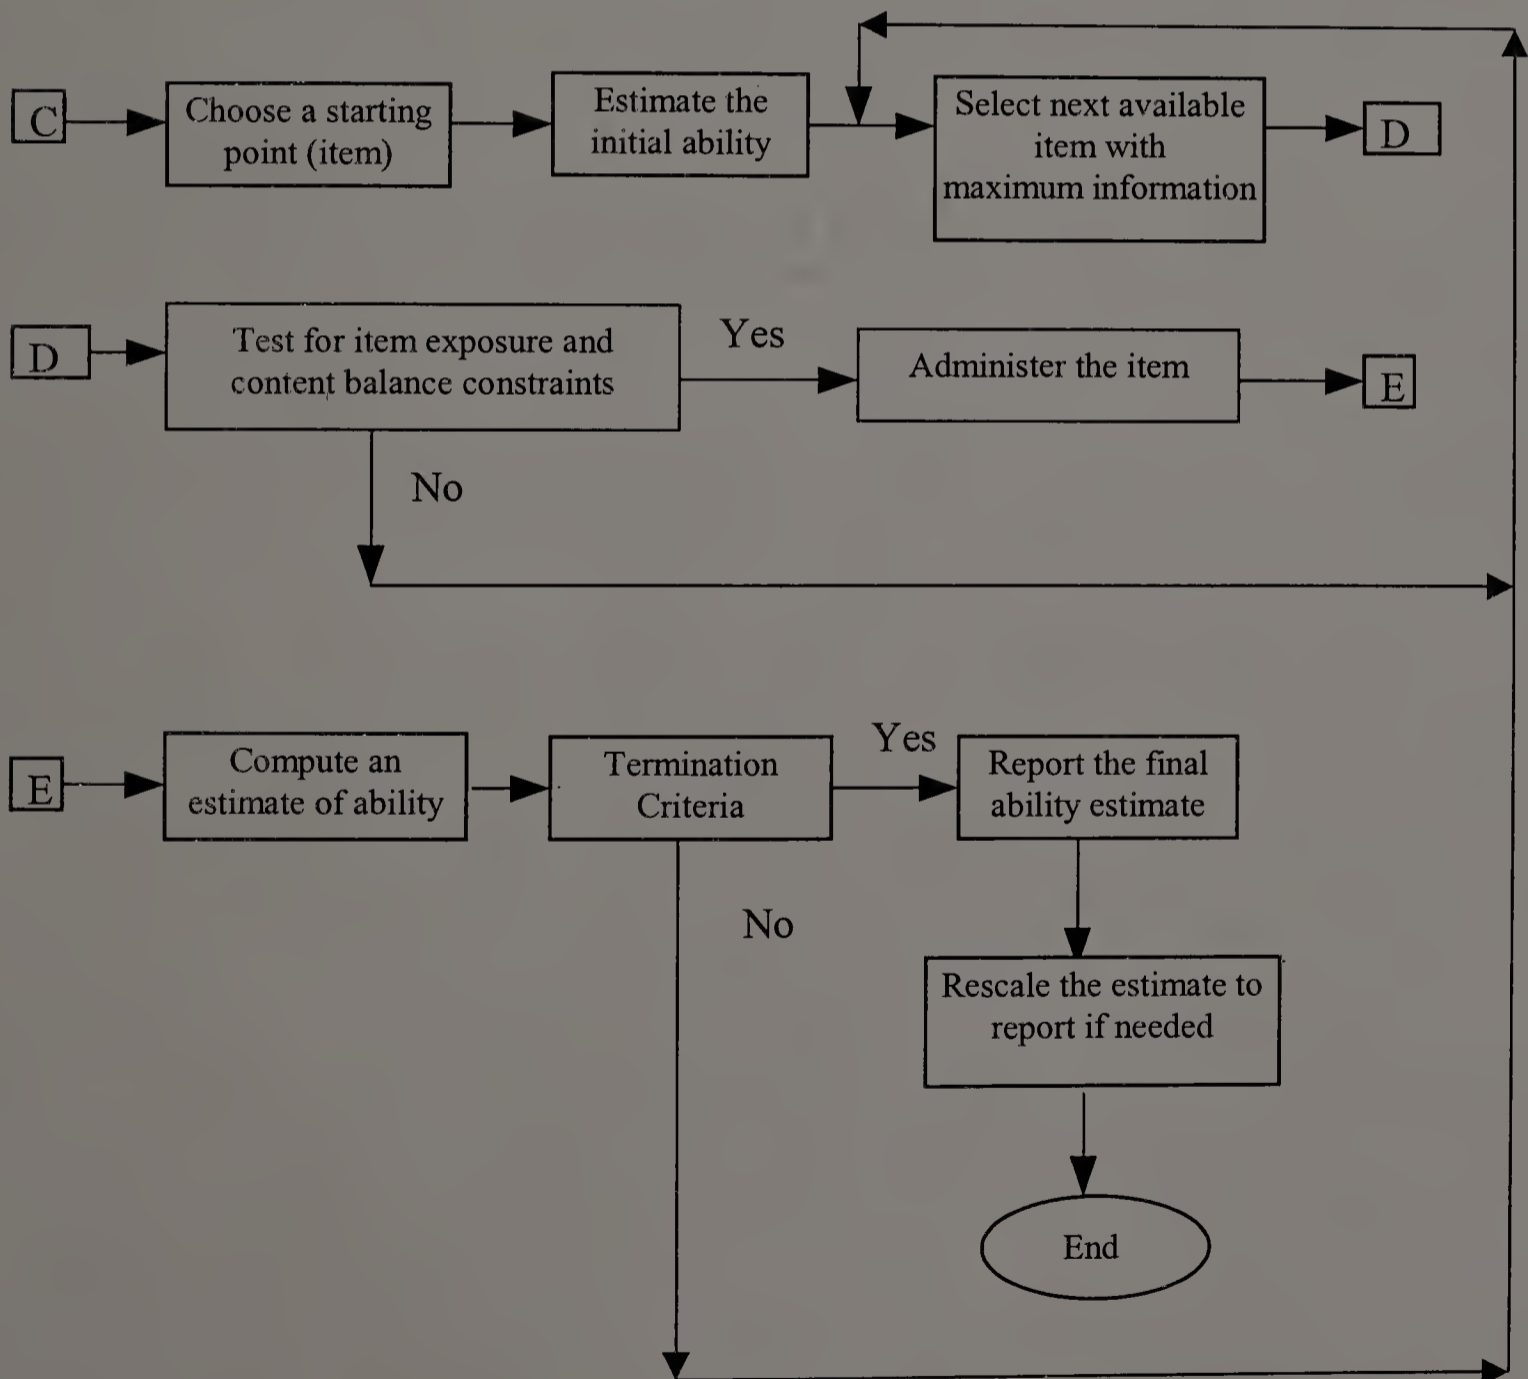 C
Choose a starting
point (item)
Estimate the
initial ability
Select next available
item with
maximum information
D
D
Test for item exposure and
content balance constraints
Yes
Administer the item
E
No
E
Compute an
estimate of ability
Termination
Criteria
Yes
Report the final
ability estimate
No
Rescale the estimate to
report if needed
End